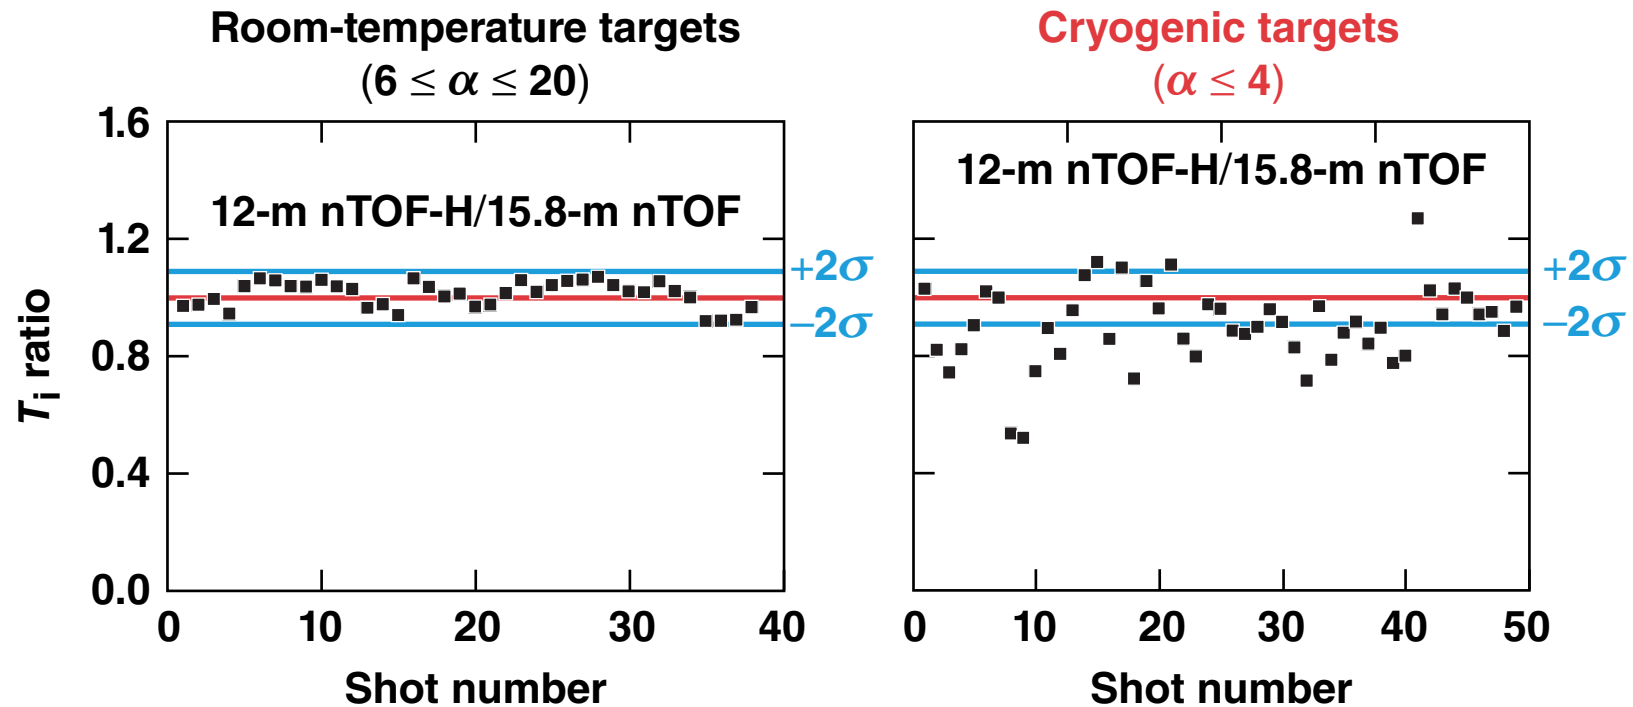 Room-temperature targets
(6 ≤ α ≤ 20)
Cryogenic targets
(α ≤ 4)
Ti ratio
1.6
1.2
0.8
0.4
0.0
12-m nTOF-H/15.8-m nTOF
+2σ
−2σ
0 10 20 30 40
Shot number
12-m nTOF-H/15.8-m nTOF
+2σ
−2σ
0 10 20 30 40 50
Shot number